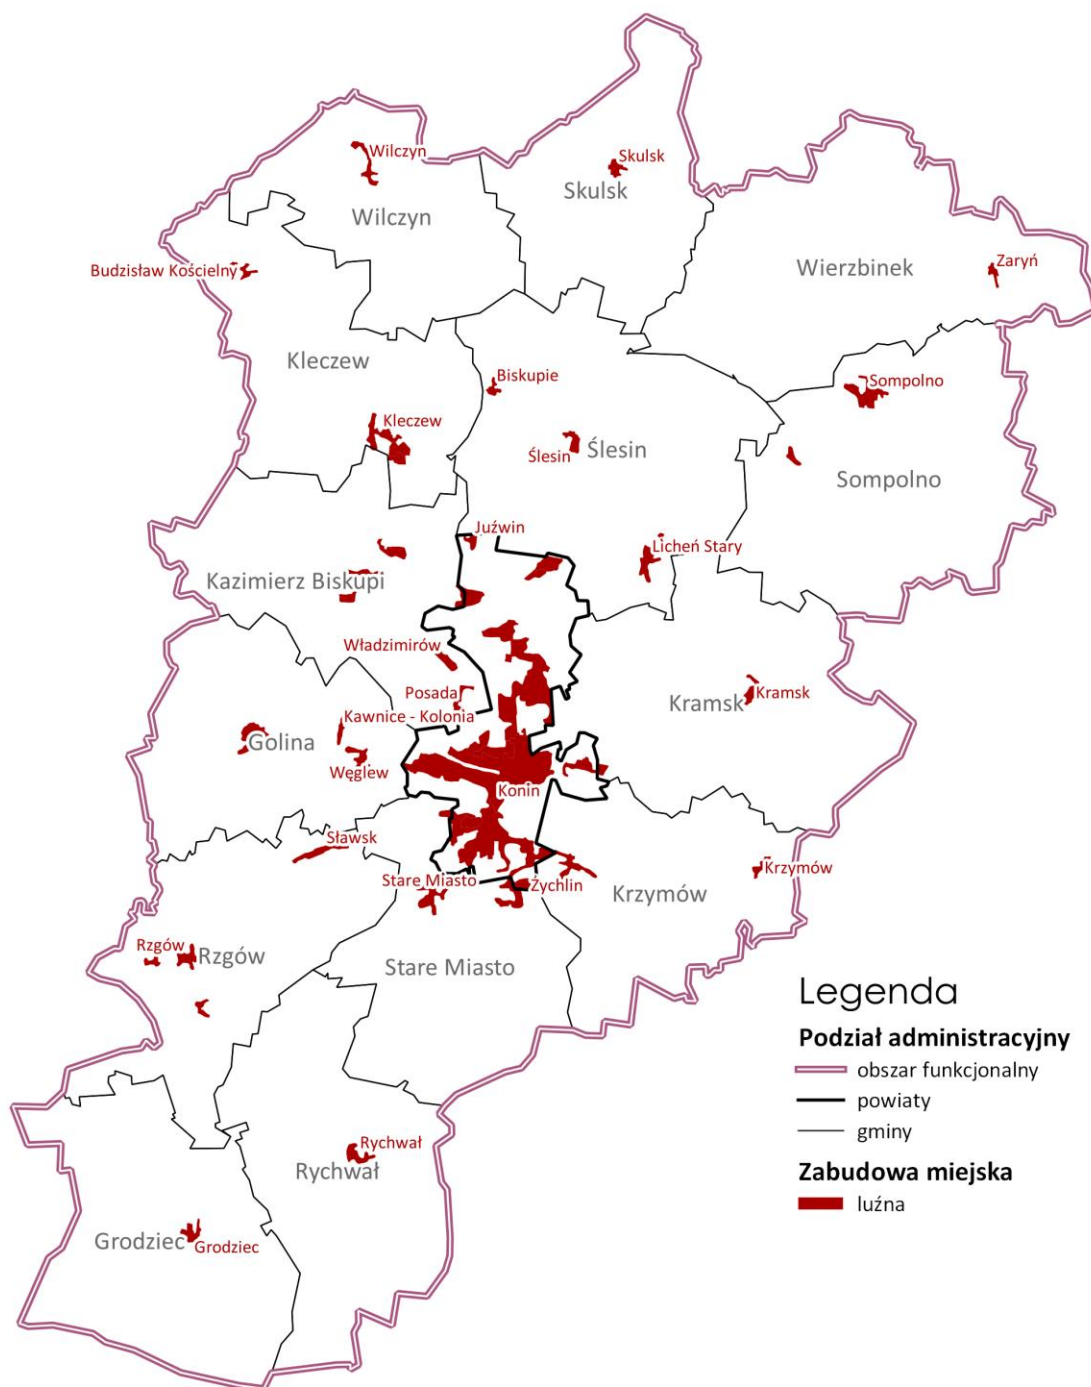 Wilczyn
Skulsk
Skulsk
Wilczyn
Zaryń
Wierzbinek
Budzisław Kościelny
Kleczew
Biskupie
Sompolno
Kleczew
Ślesin
Ślesin
Sompolno
Juźwin
Licheń Stary
Kazimierz Biskupi
Władzimirów
Posada
Kramsk
Kramsk
Kawnice - Kolonia
Golina
Węglew
Konin
Sławsk
Krzymów
Stare Miasto
Żychlin
Krzymów
Rzgów
Rzgów
Stare Miasto
Legenda
Podział administracyjny
obszar funkcjonalny
powiaty
gminy
Zabudowa miejska
luźna
Rychwał
Rychwał
Grodziec
Grodziec